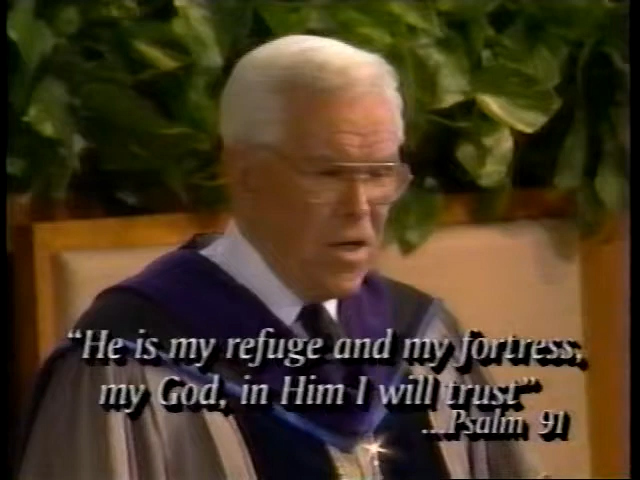 “He is my refuge and my fortress,
my God, in Him I will trust”
...Psalm 91